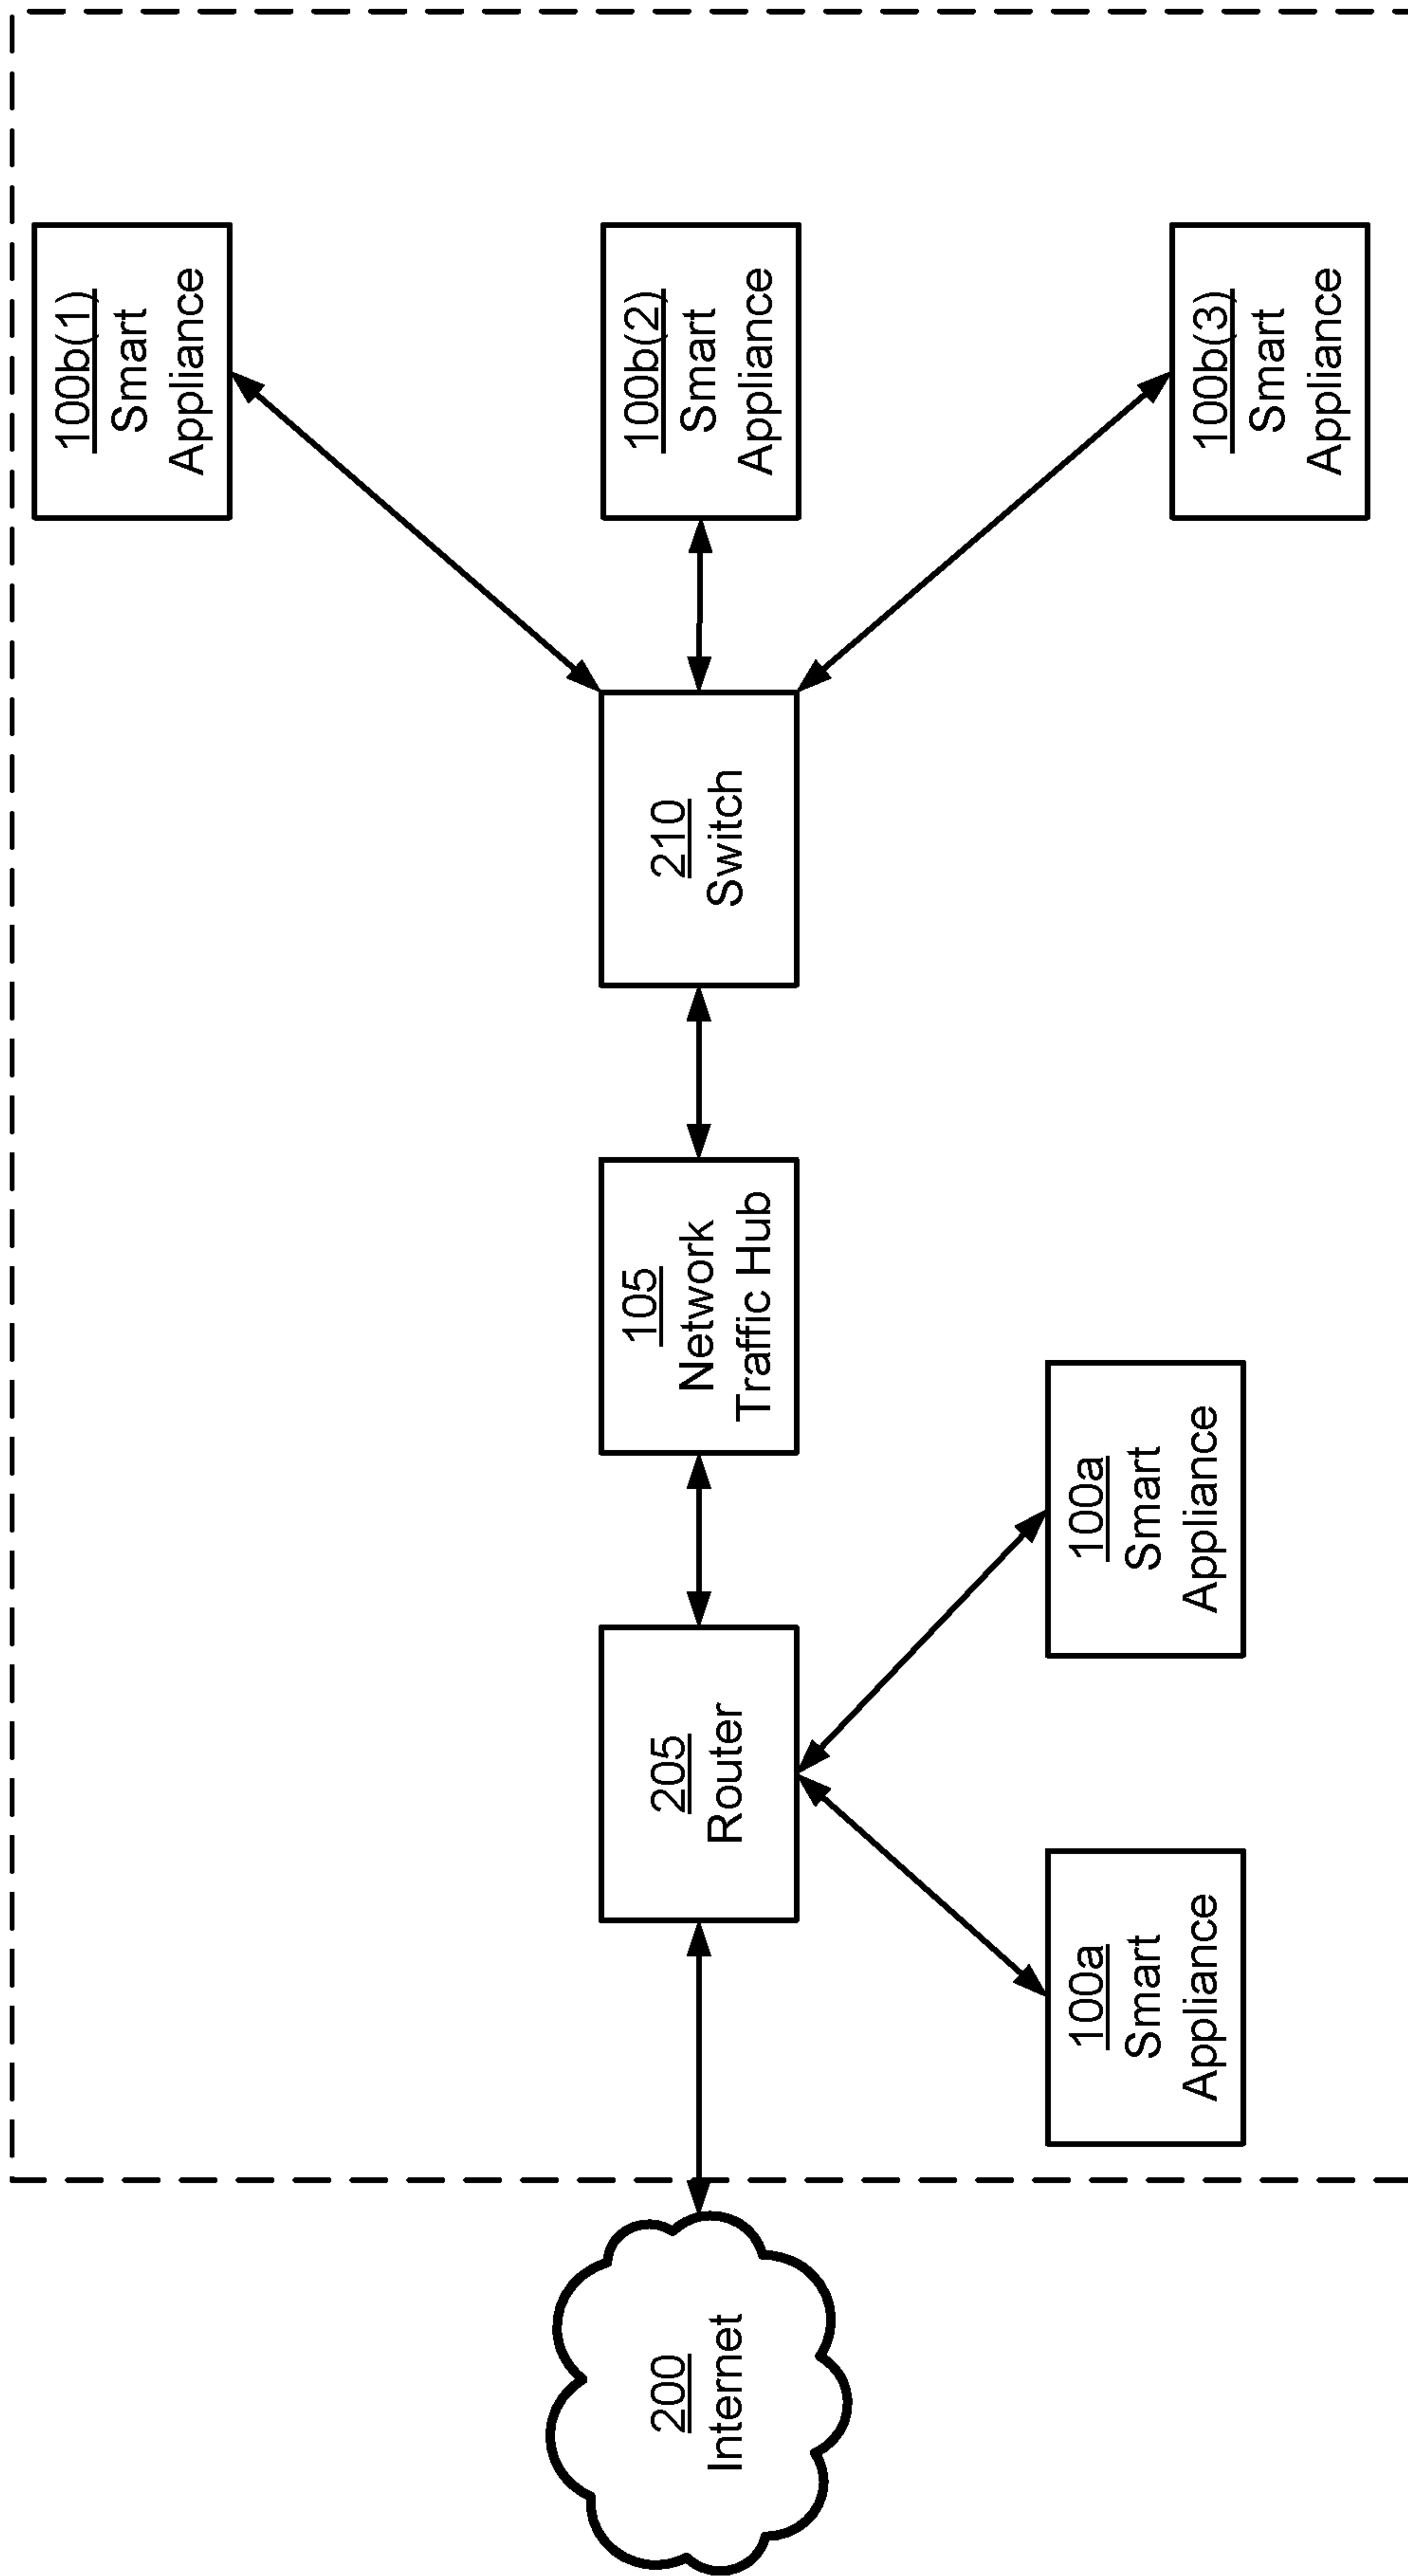 200
Internet
205
Router
100a
Smart
Appliance
100a
Smart
Appliance
105
Network
Traffic Hub
210
Switch
100b(1)
Smart
Appliance
100b(2)
Smart
Appliance
100b(3)
Smart
Appliance